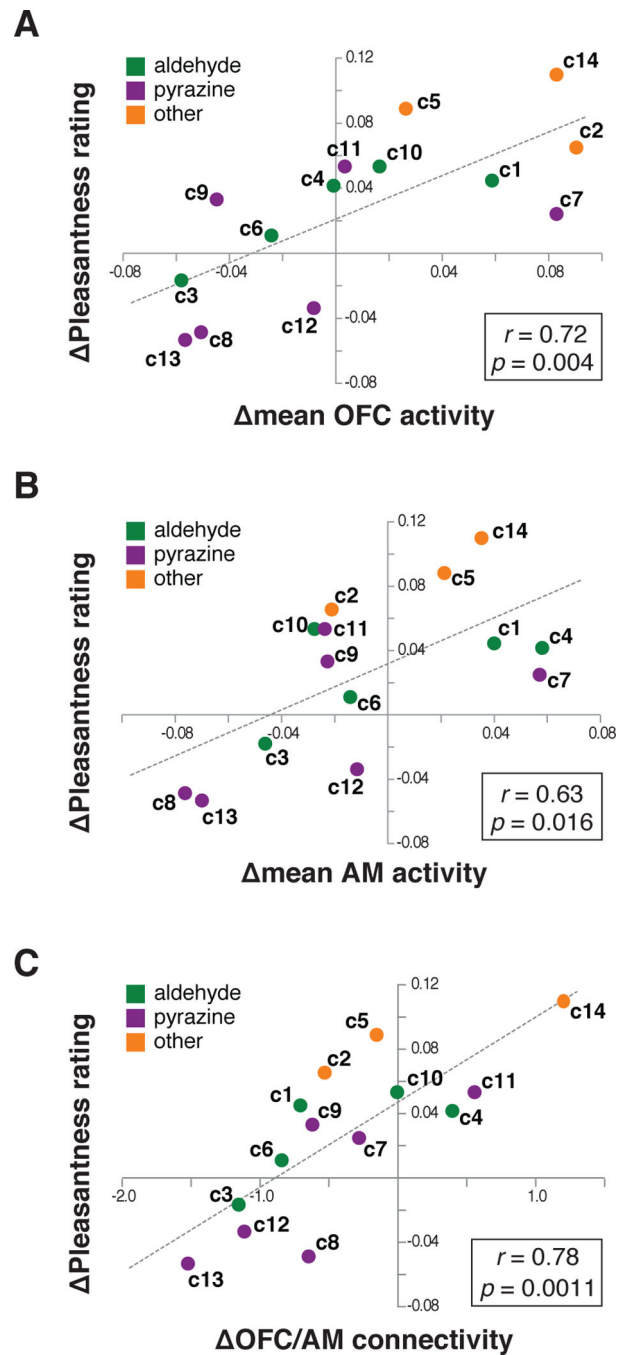 A
aldehyde
pyrazine
other
ΔPleasantness rating
0.12
0.08
0.04
-0.04
-0.08
-0.08
-0.04
0.04
0.08
c14
c5
c2
c11
c10
c4
c1
c9
c7
c6
c3
c12
c8
c13
r = 0.72
p = 0.004
Δmean OFC activity
B
aldehyde
pyrazine
other
ΔPleasantness rating
0.12
0.08
0.04
-0.04
-0.08
-0.08
-0.04
0.04
0.08
c14
c5
c2
c10
c11
c1
c4
c9
c7
c6
c3
c12
c8
c13
r = 0.63
p = 0.016
Δmean AM activity
C
aldehyde
pyrazine
other
ΔPleasantness rating
0.12
0.08
0.04
-0.04
-0.08
-2.0
-1.0
1.0
c14
c5
c2
c10
c11
c1
c4
c9
c7
c6
c3
c12
c8
c13
r = 0.78
p = 0.0011
ΔOFC/AM connectivity